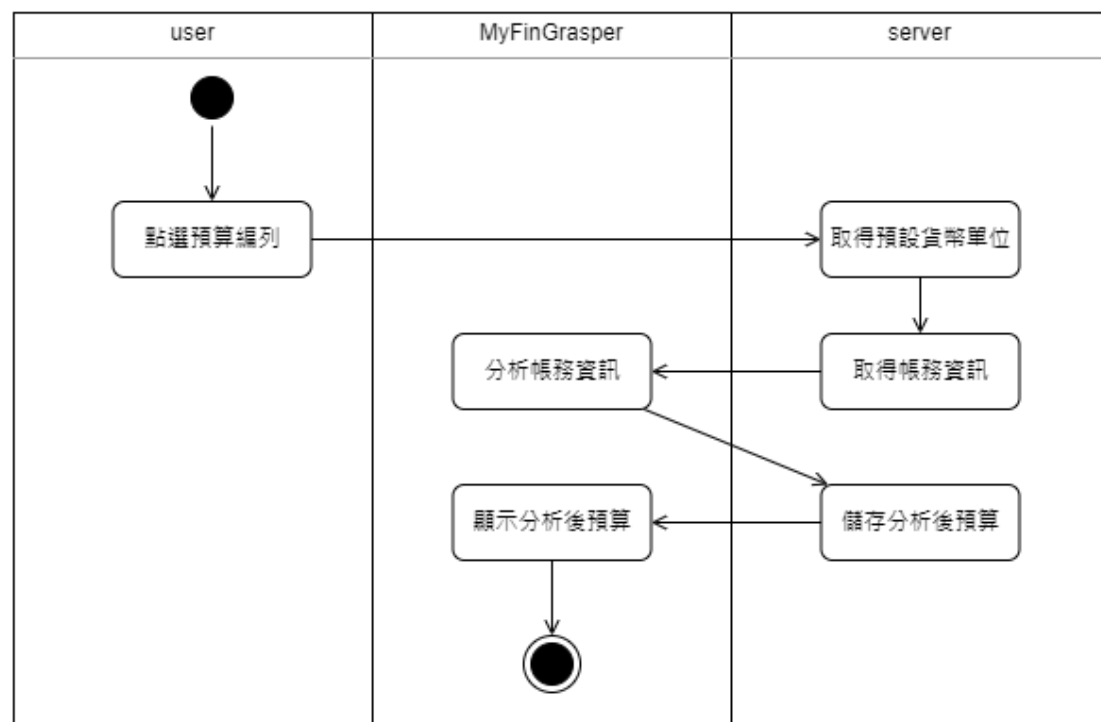 user
MyFinGrasper
server
點選預算編列
取得預設貨幣單位
分析帳務資訊
取得帳務資訊
顯示分析後預算
儲存分析後預算